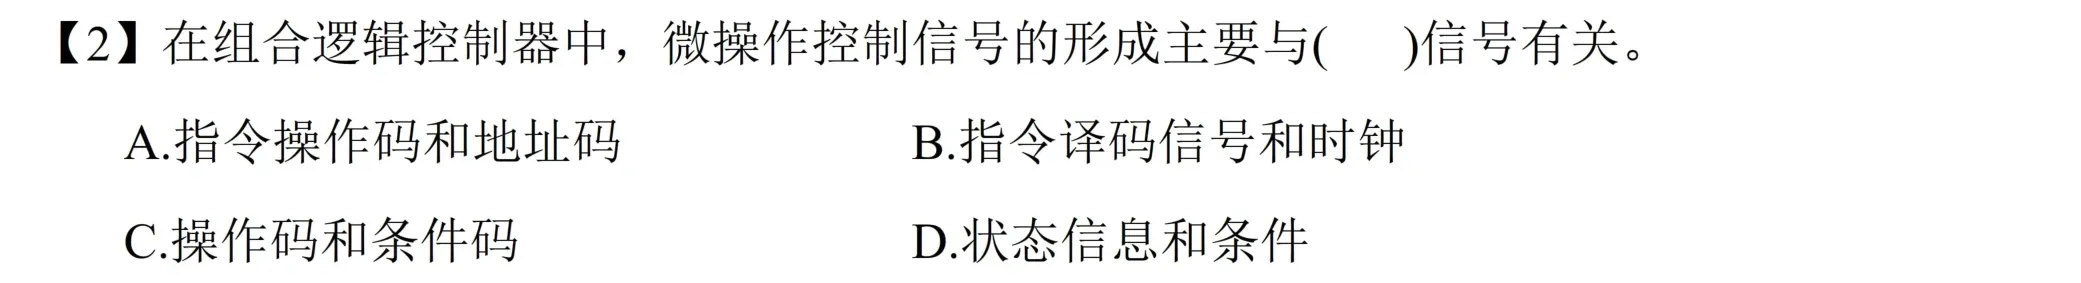 【2】在组合逻辑控制器中，微操作控制信号的形成主要与(    )信号有关。
A.指令操作码和地址码    B.指令译码信号和时钟
C.操作码和条件码    D.状态信息和条件